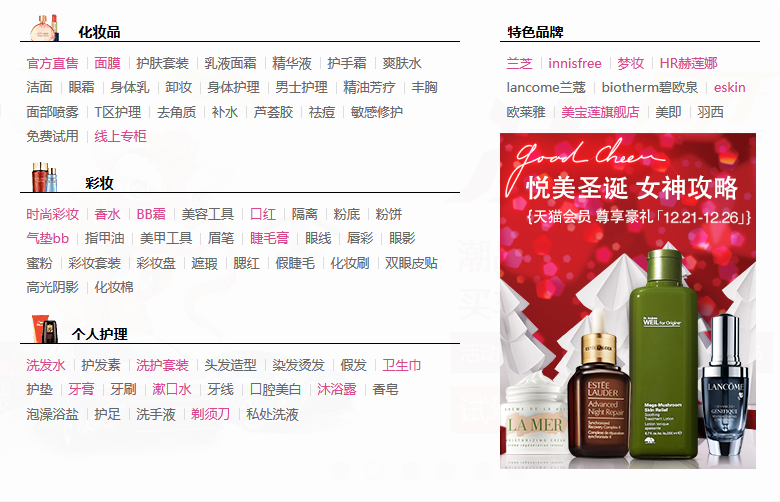 化妆品
官方直售 面膜 护肤套装 乳液面霜 精华液 护手霜 爽肤水
洁面 眼霜 身体乳 卸妆 身体护理 男士护理 精油芳疗 丰胸
面部喷雾 T区护理 去角质 补水 芦荟胶 祛痘 敏感修护
免费试用 线上专柜
彩妆
时尚彩妆 香水 BB霜 美容工具 口红 隔离 粉底 粉饼
气垫bb 指甲油 美甲工具 眉笔 睫毛膏 眼线 唇彩 眼影
蜜粉 彩妆套装 彩妆盘 遮瑕 腮红 假睫毛 化妆刷 双眼皮贴
高光阴影 化妆棉
个人护理
洗发水 护发素 洗护套装 头发造型 染发烫发 假发 卫生巾
护垫 牙膏 牙刷 漱口水 牙线 口腔美白 沐浴露 香皂
泡澡浴盐 护足 洗手液 剃须刀 私处洗液
特色品牌
兰芝 innisfree 梦妆 HR赫莲娜
lancome兰蔻 biotherm碧欧泉 eskin
欧莱雅 美宝莲旗舰店 美即 羽西
good cheer
悦美圣诞 女神攻略
{天猫会员 尊享豪礼「12.21-12.26」}
LA MER
ESTĒE
LAUDER
Advanced
Night Repair
Synchronized
Recovery Complex II
WEIL for Origins
Mega-Mushroom
Skin Relief
Soothing
Treatment Lotion
LANCÔME
GÉNIFIQUE